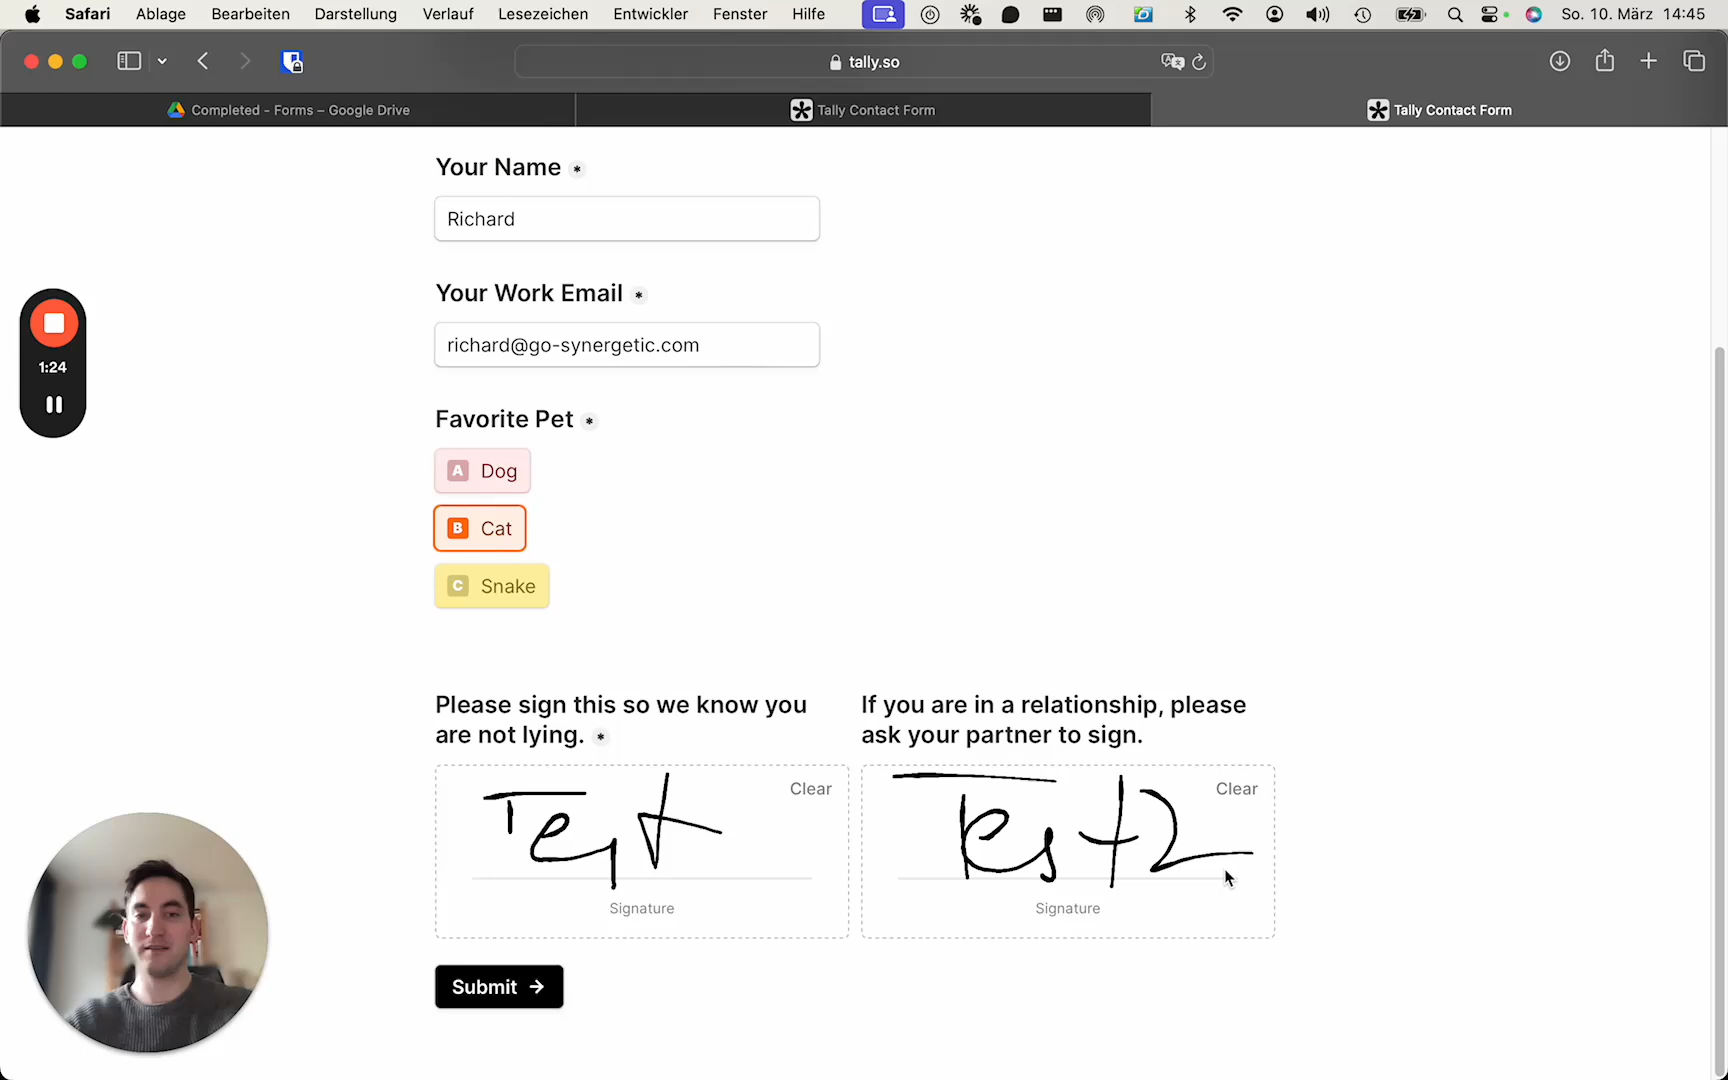 Safari Ablage Bearbeiten Darstellung Verlauf Lesezeichen Entwickler Fenster Hilfe So. 10. März 14:45
tally.so
Completed - Forms – Google Drive
Tally Contact Form
Tally Contact Form
Your Name *
Richard
Your Work Email *
richard@go-synergetic.com
1:24
Favorite Pet *
A Dog
B Cat
C Snake
Please sign this so we know you
are not lying. *
Clear
Test
Signature
If you are in a relationship, please
ask your partner to sign.
Clear
Test 2
Signature
Submit →